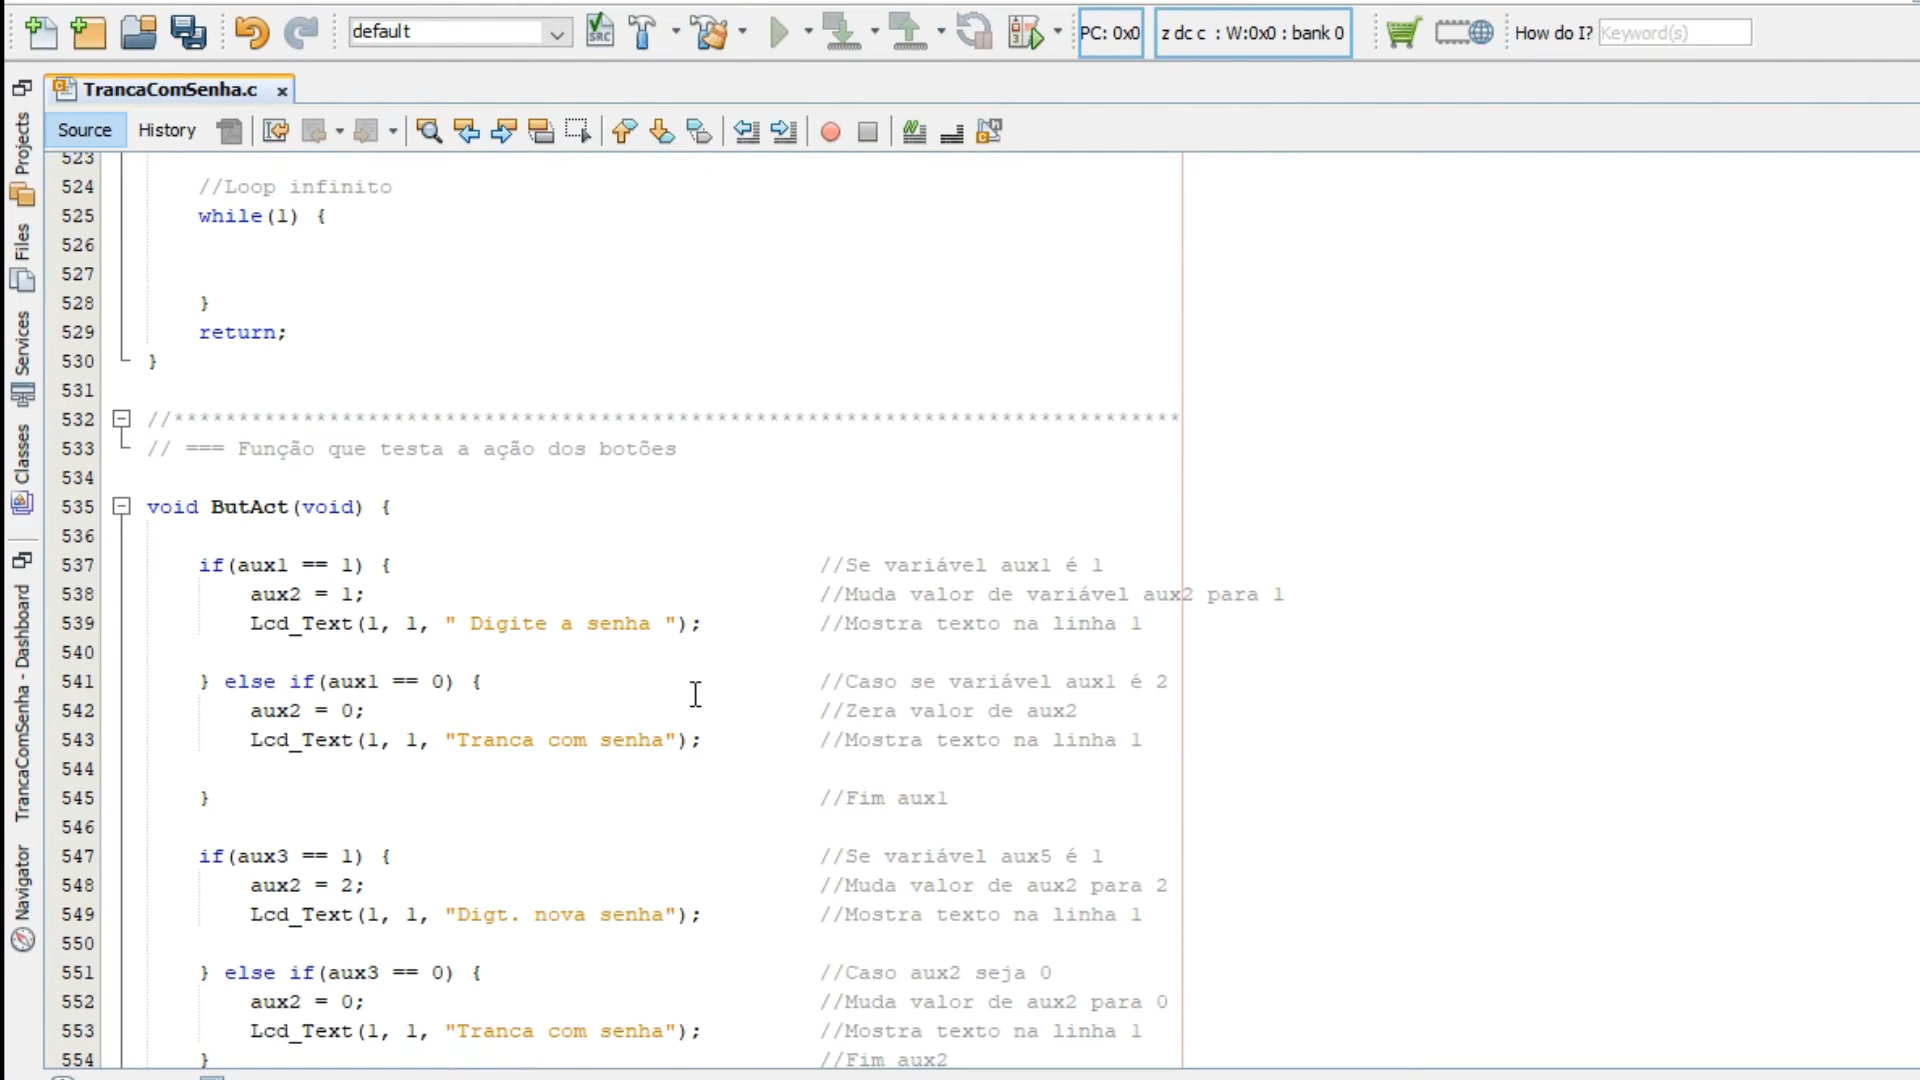 default
PC: 0x0
z dc c : W:0x0 : bank 0
How do I?
Keyword(s)
TrancaComSenha.c
Source
History
Projects
Files
Services
Classes
TrancaComSenha - Dashboard
Navigator
523
524 //Loop infinito
525 while(1) {
526
527
528 }
529 return;
530 }
531
532 //******************************************************************************
533 // === Função que testa a ação dos botões
534
535 void ButAct(void) {
536
537 if(aux1 == 1) { //Se variável aux1 é 1
538 aux2 = 1; //Muda valor de variável aux2 para 1
539 Lcd_Text(1, 1, " Digite a senha "); //Mostra texto na linha 1
540
541 } else if(aux1 == 0) { //Caso se variável aux1 é 2
542 aux2 = 0; //Zera valor de aux2
543 Lcd_Text(1, 1, "Tranca com senha"); //Mostra texto na linha 1
544
545 } //Fim aux1
546
547 if(aux3 == 1) { //Se variável aux5 é 1
548 aux2 = 2; //Muda valor de aux2 para 2
549 Lcd_Text(1, 1, "Digt. nova senha"); //Mostra texto na linha 1
550
551 } else if(aux3 == 0) { //Caso aux2 seja 0
552 aux2 = 0; //Muda valor de aux2 para 0
553 Lcd_Text(1, 1, "Tranca com senha"); //Mostra texto na linha 1
554 } //Fim aux2